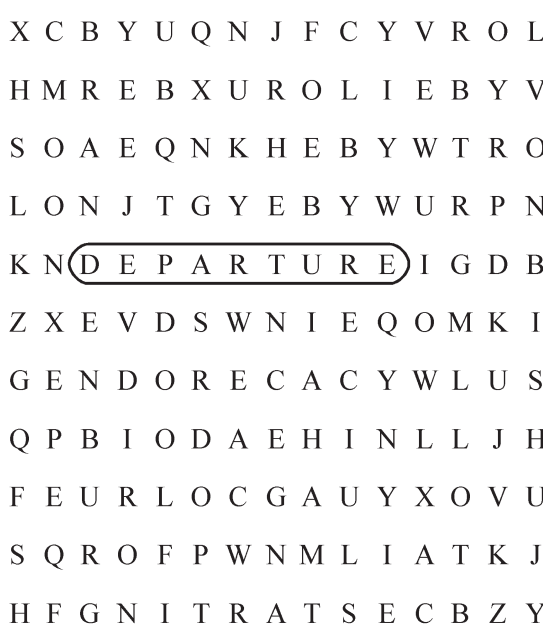 X C B Y U Q N J F C Y V R O L
H M R E B X U R O L I E B Y V
S O A E Q N K H E B Y W T R O
L O N J T G Y E B Y W U R P N
K N D E P A R T U R E I G D B
Z X E V D S W N I E Q O M K I
G E N D O R E C A C Y W L U S
Q P B I O D A E H I N L L J H
F E U R L O C G A U Y X O V U
S Q R O F P W N M L I A T K J
H F G N I T R A T S E C B Z Y